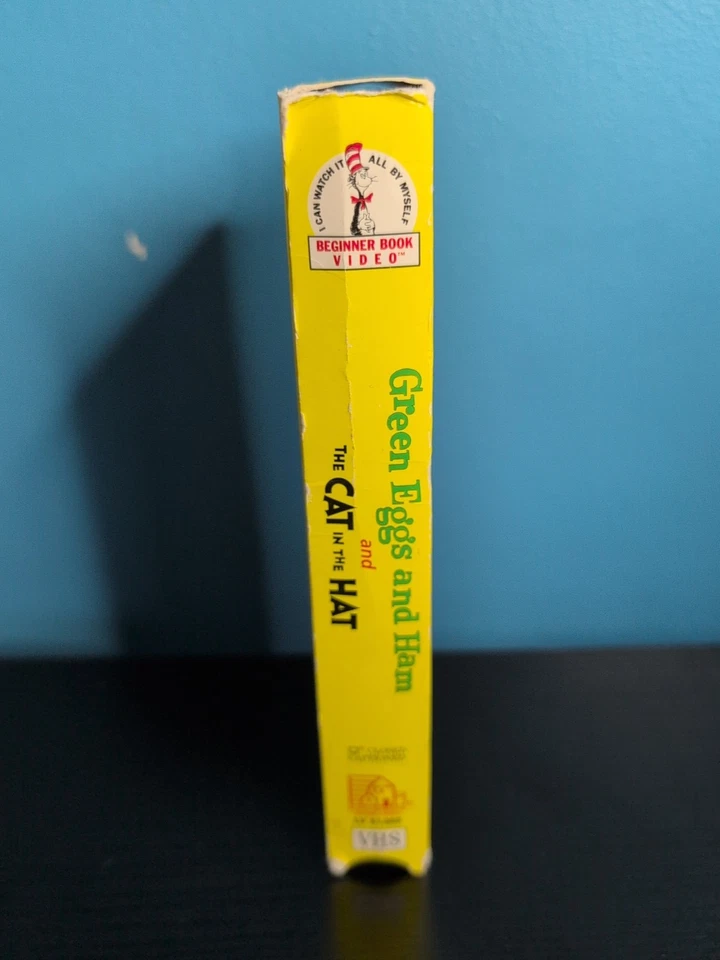 I CAN WATCH IT ALL BY MYSELF
BEGINNER BOOK
VIDEO™
Green Eggs and Ham
and
THE CAT IN THE HAT
VHS